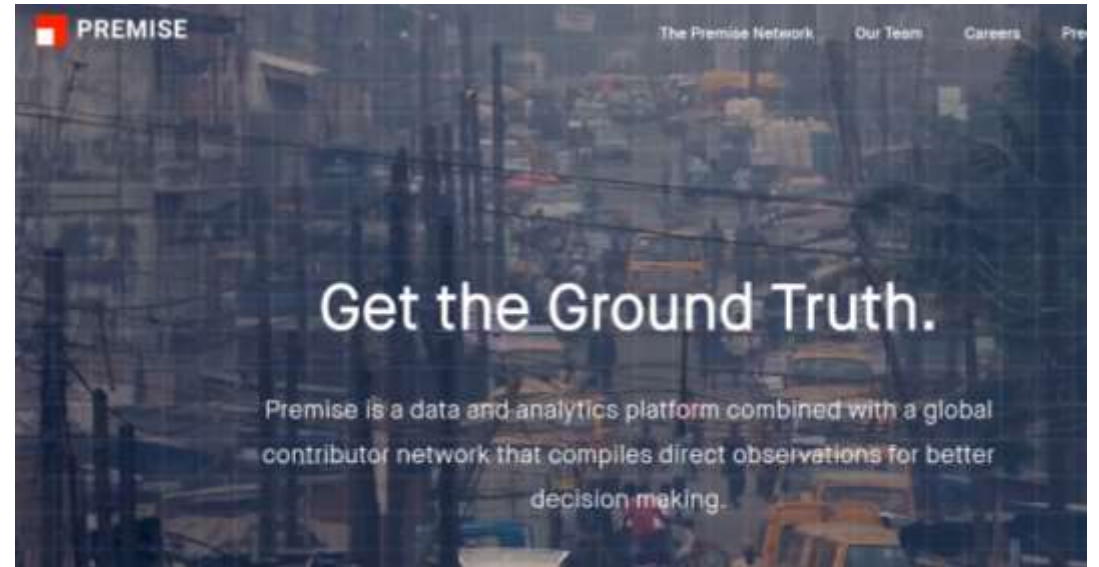 PREMISE
The Premise Network Our Team Careers
Get the Ground Truth.
Premise is a data and analytics platform combined with a global
contributor network that compiles direct observations for better
decision making.